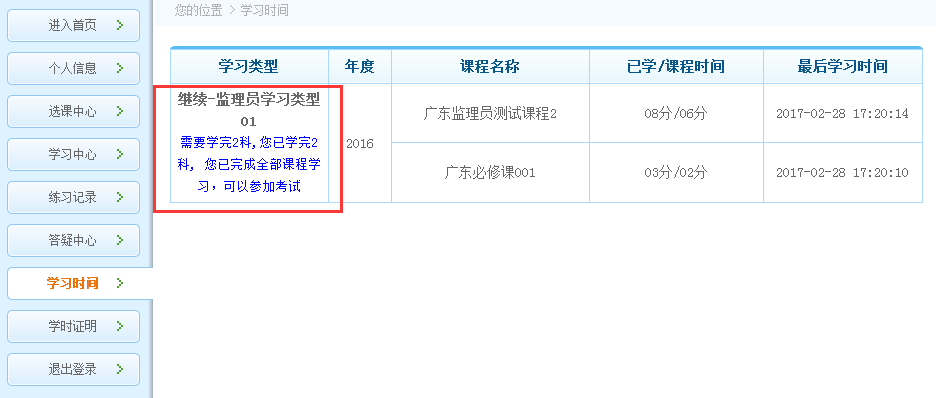 您的位置 > 学习时间
进入首页
个人信息
选课中心
学习中心
练习记录
答疑中心
学习时间
学时证明
退出登录
学习类型 年度 课程名称 已学/课程时间 最后学习时间
继续-监理员学习类型
01
需要学完2科,您已学完2
科, 您已完成全部课程学
习，可以参加考试
2016
广东监理员测试课程2 08分/06分 2017-02-28 17:20:14
广东必修课001 03分/02分 2017-02-28 17:20:10